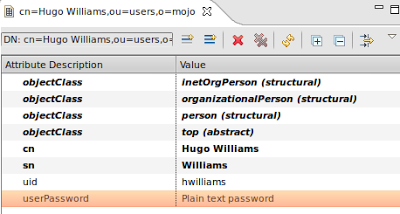 cn=Hugo Williams,ou=users,o=mojo
DN: cn=Hugo Williams,ou=users,o=
Attribute Description Value
objectClass inetOrgPerson (structural)
objectClass organizationalPerson (structural)
objectClass person (structural)
objectClass top (abstract)
cn Hugo Williams
sn Williams
uid hwilliams
userPassword Plain text password